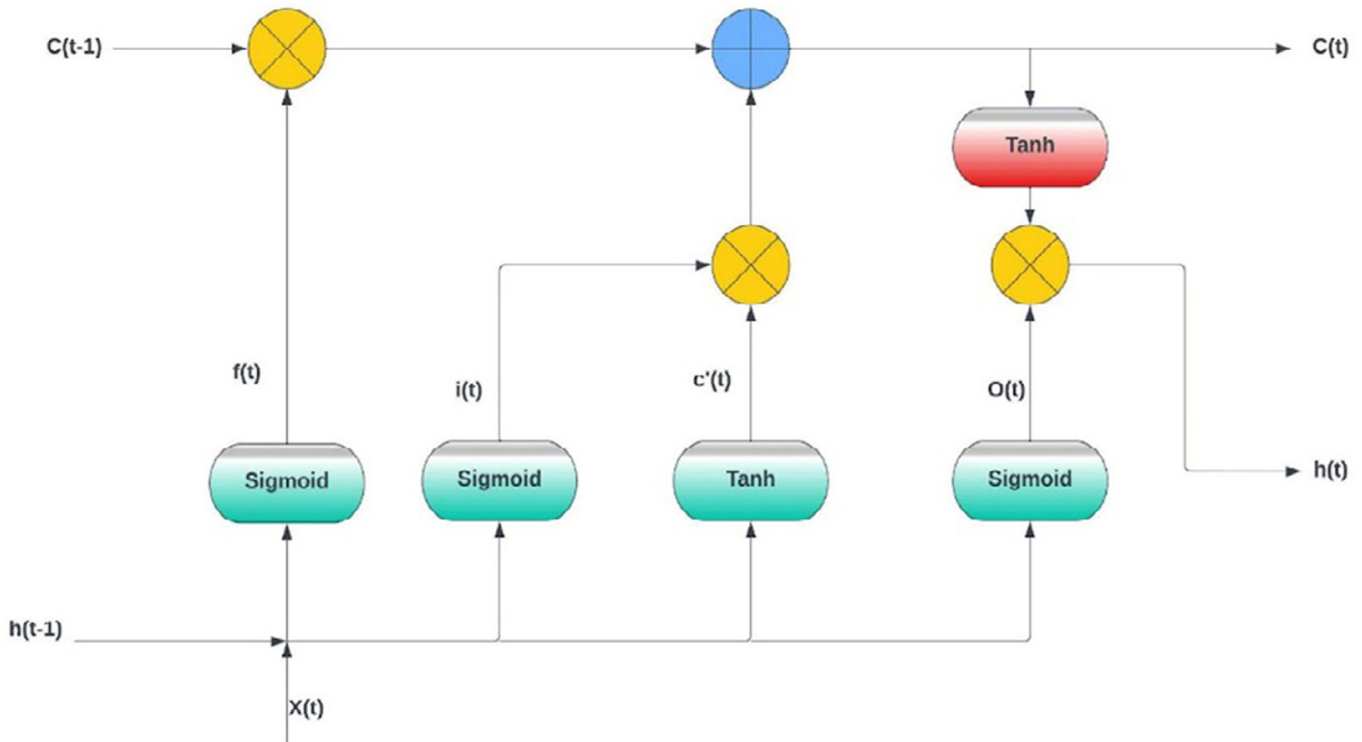 C(t-1)
C(t)
Tanh
f(t)
i(t)
c'(t)
O(t)
Sigmoid
Sigmoid
Tanh
Sigmoid
h(t)
h(t-1)
X(t)